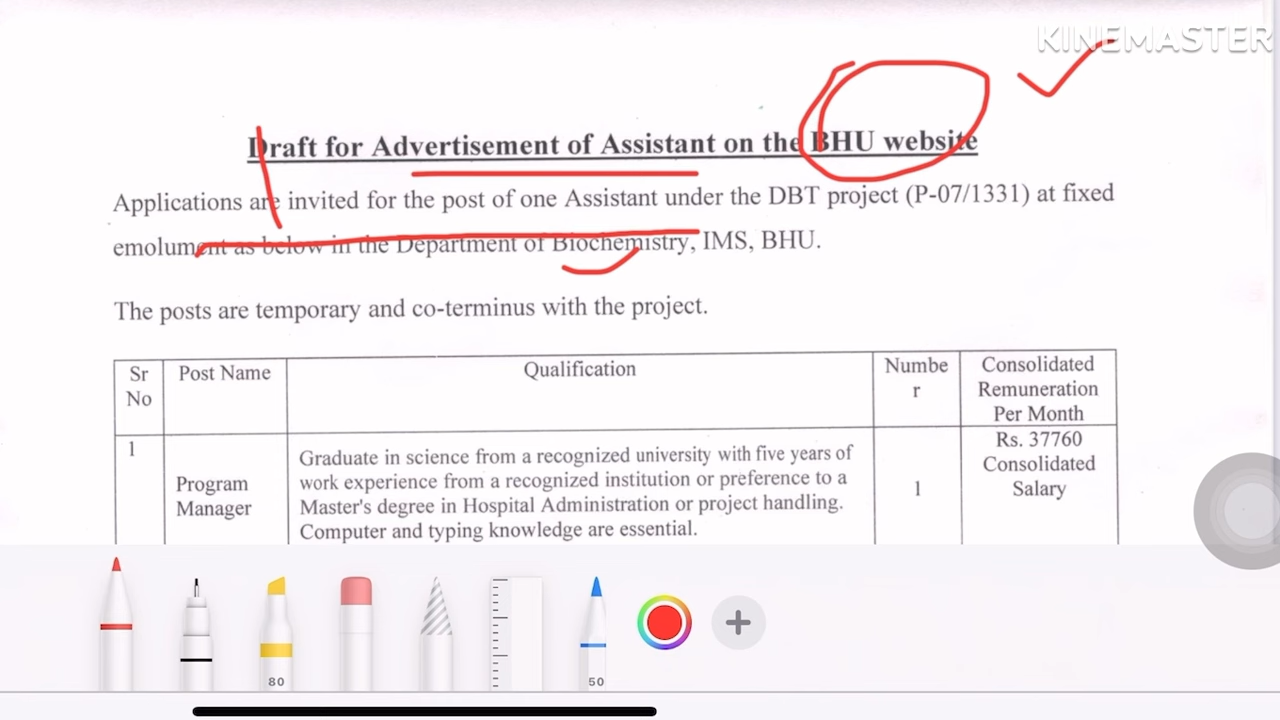 KINEMASTER
Draft for Advertisement of Assistant on the BHU website
Applications are invited for the post of one Assistant under the DBT project (P-07/1331) at fixed
emolument as below in the Department of Biochemistry, IMS, BHU.
The posts are temporary and co-terminus with the project.
Sr
No
Post Name
Qualification
Numbe
r
Consolidated
Remuneration
Per Month
1
Program
Manager
Graduate in science from a recognized university with five years of
work experience from a recognized institution or preference to a
Master's degree in Hospital Administration or project handling.
Computer and typing knowledge are essential.
1
Rs. 37760
Consolidated
Salary
80
50